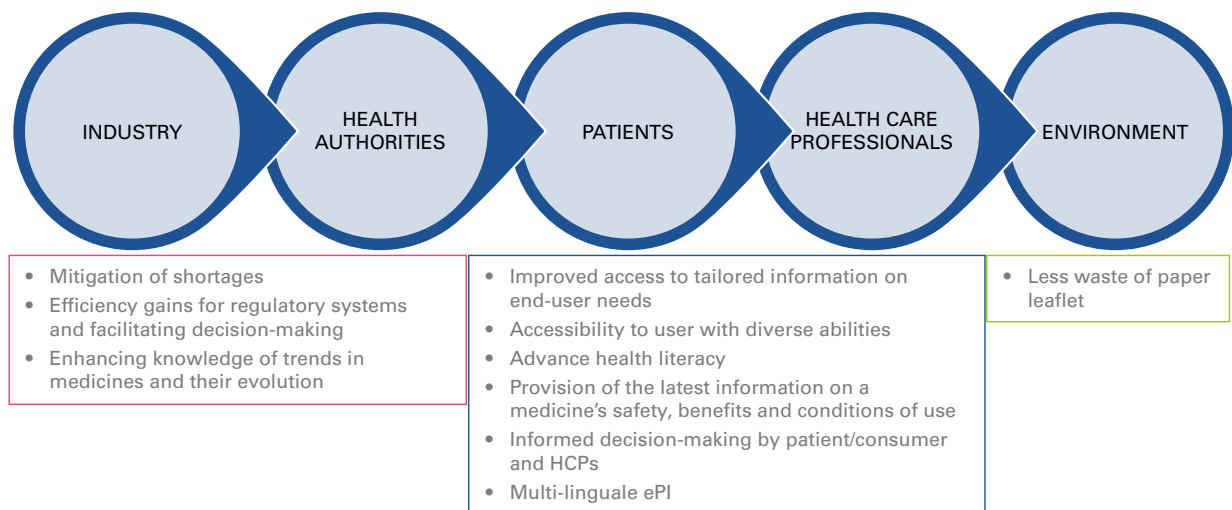 INDUSTRY
HEALTH
AUTHORITIES
PATIENTS
HEALTH CARE
PROFESSIONALS
ENVIRONMENT
• Mitigation of shortages
• Efficiency gains for regulatory systems
and facilitating decision-making
• Enhancing knowledge of trends in
medicines and their evolution
• Improved access to tailored information on
end-user needs
• Accessibility to user with diverse abilities
• Advance health literacy
• Provision of the latest information on a
medicine's safety, benefits and conditions of use
• Informed decision-making by patient/consumer
and HCPs
• Multi-linguale ePI
• Less waste of paper
leaflet